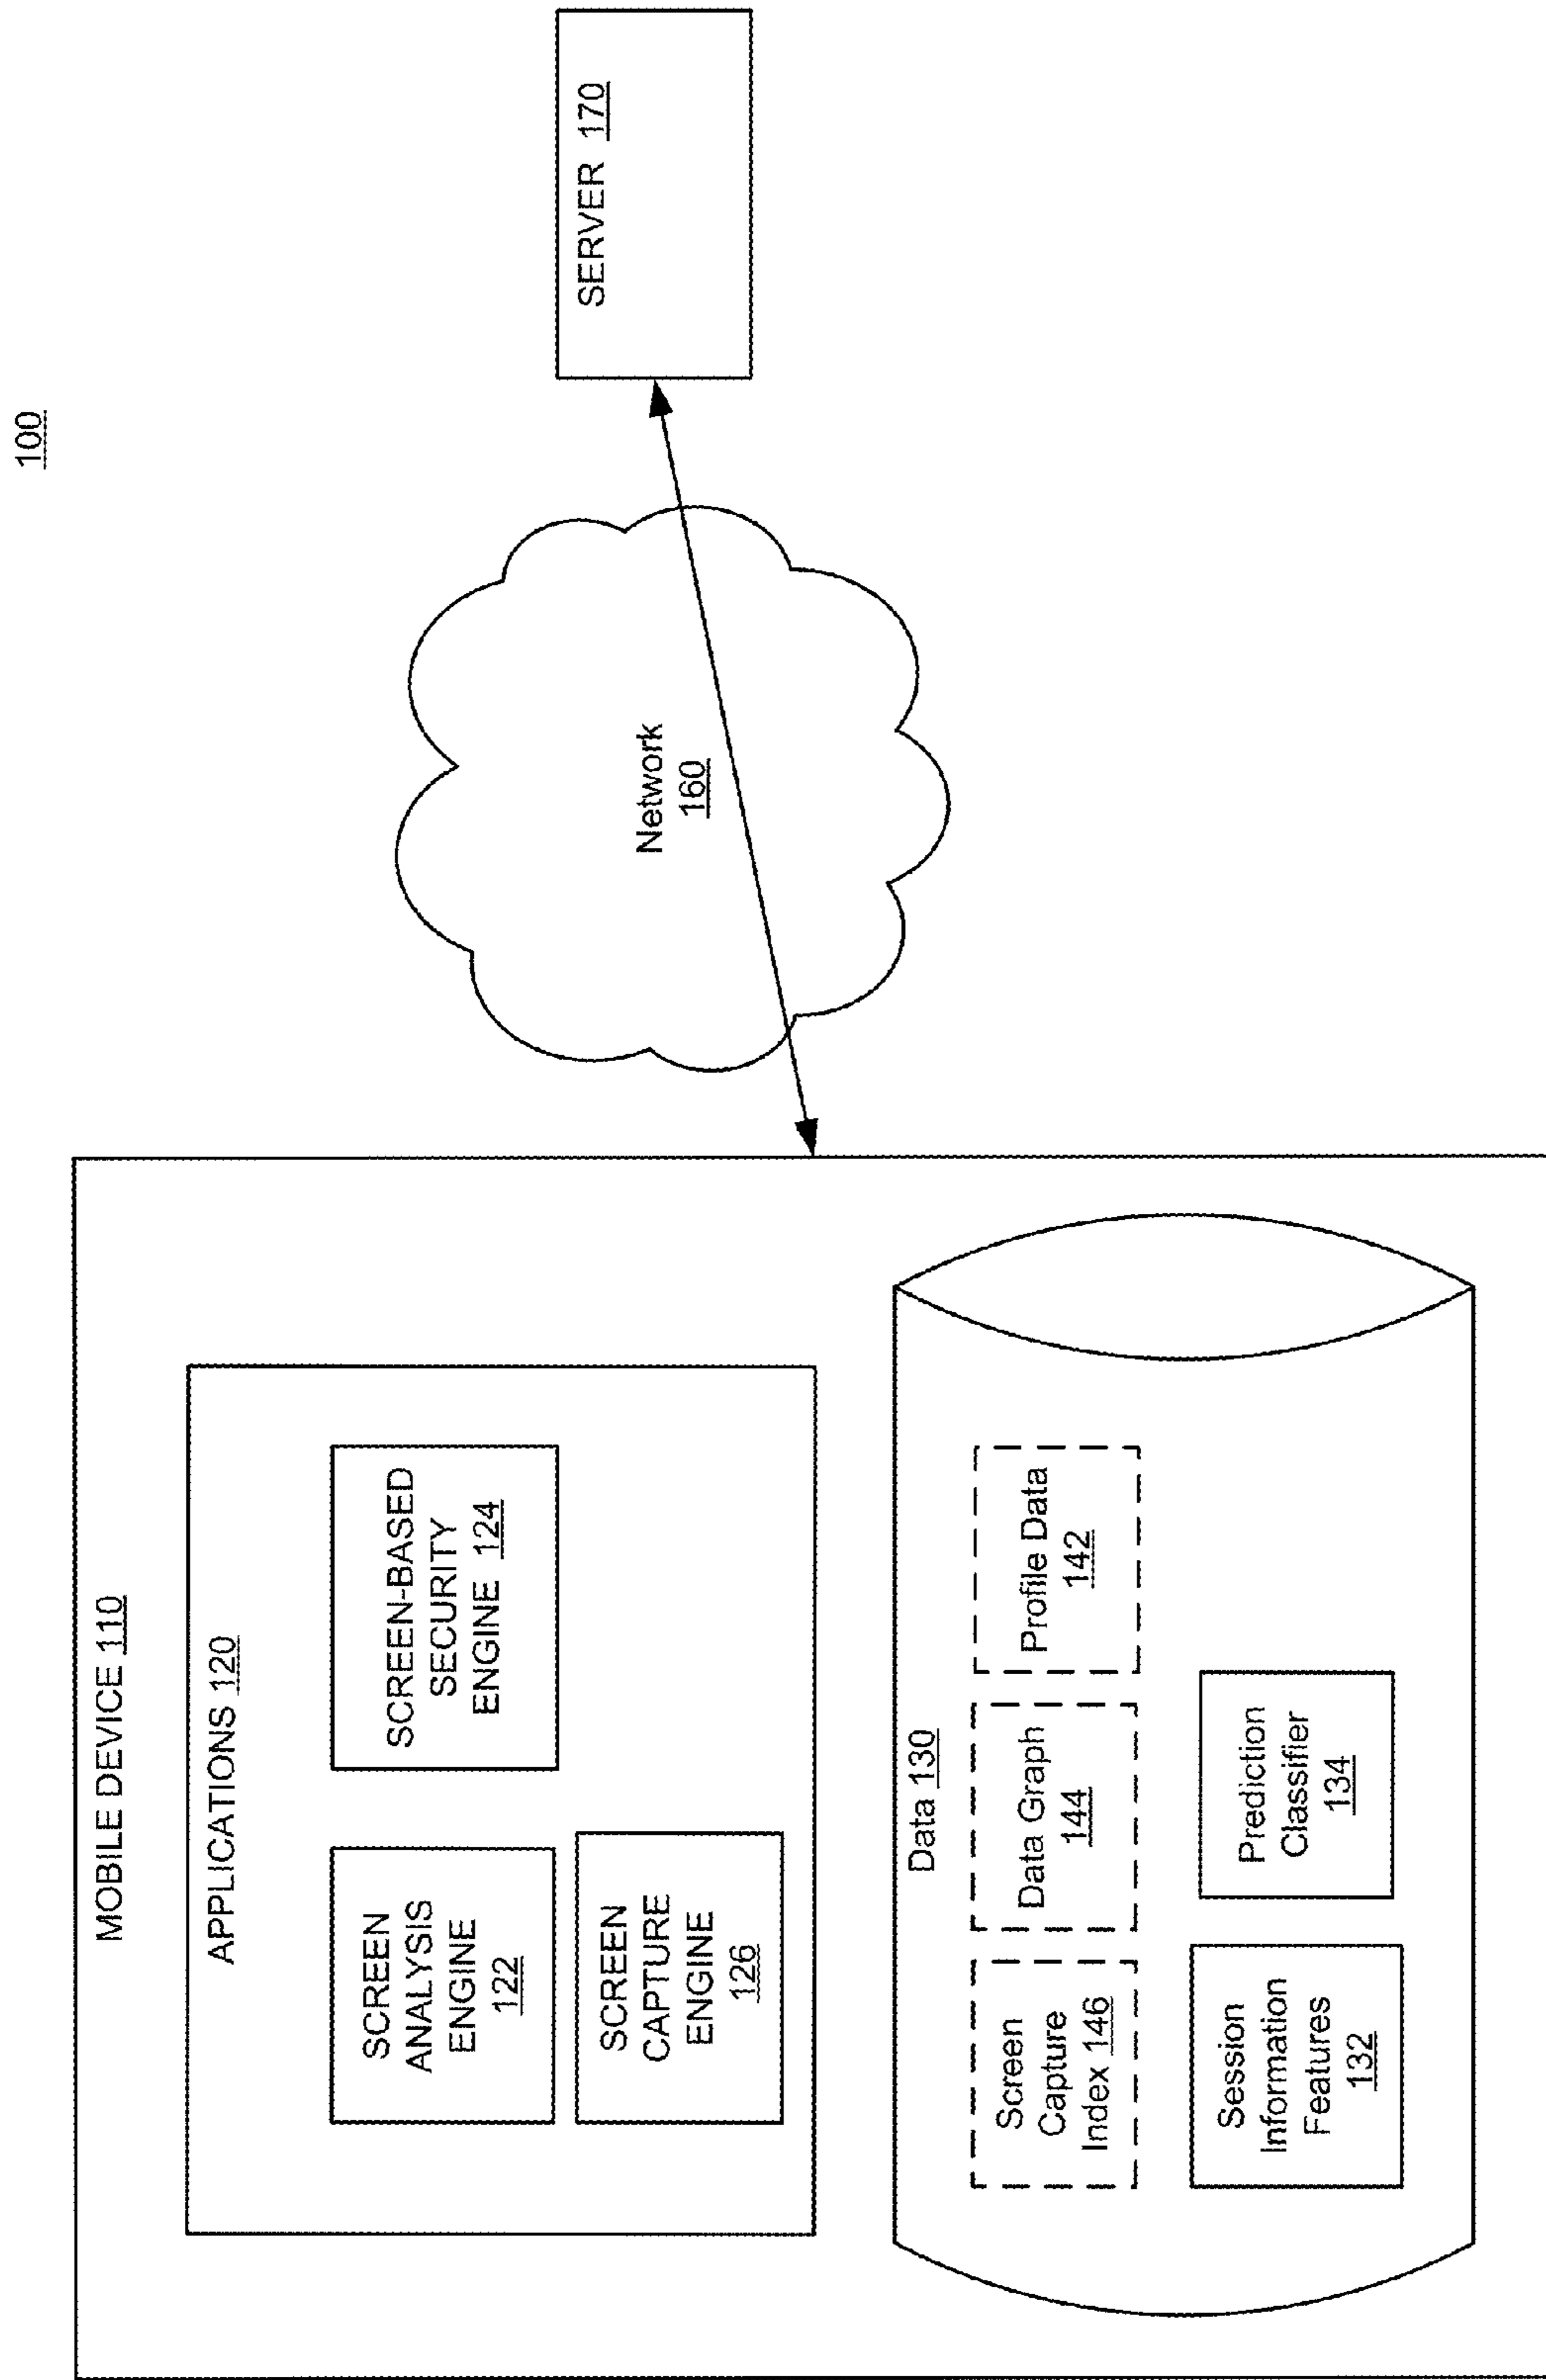 100
MOBILE DEVICE 110
APPLICATIONS 120
SCREEN
ANALYSIS
ENGINE
122
SCREEN-BASED
SECURITY
ENGINE 124
SCREEN
CAPTURE
ENGINE
126
Data 130
Screen
Capture
Index 146
Data Graph
144
Profile Data
142
Session
Information
Features
132
Prediction
Classifier
134
Network
160
SERVER 170